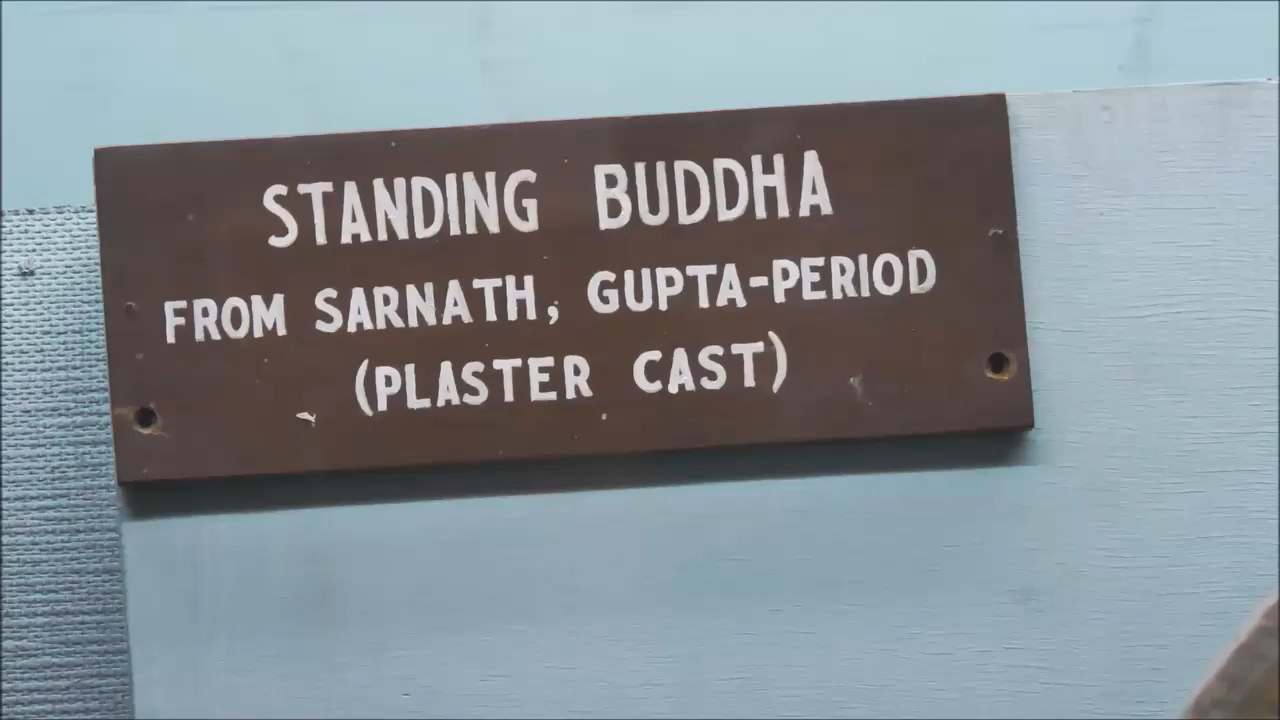 STANDING BUDDHA
FROM SARNATH, GUPTA-PERIOD
(PLASTER CAST)